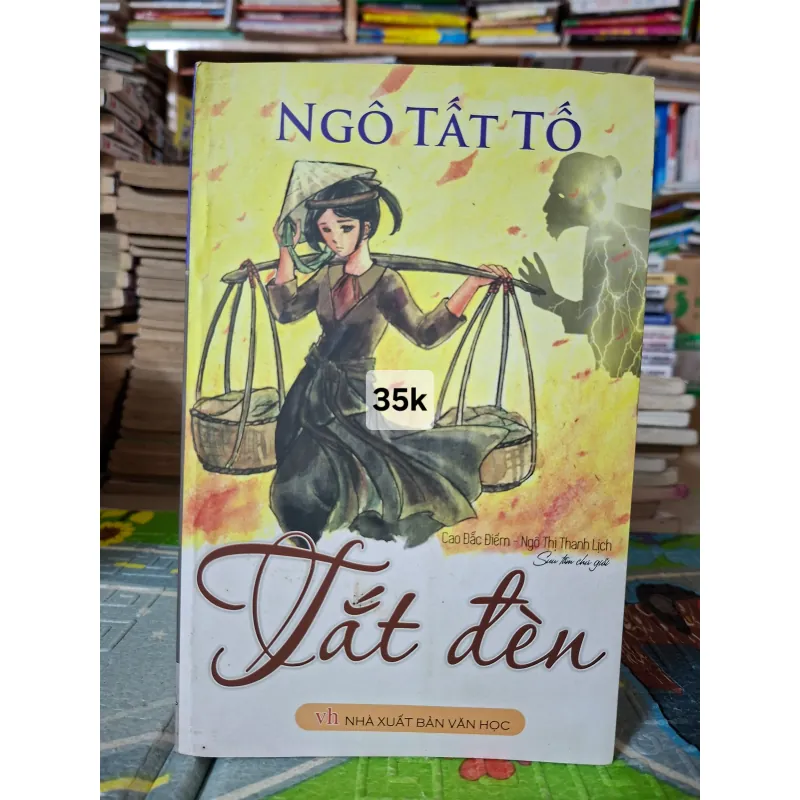 NGÔ TẤT TỐ
35k
Cao Đắc Điểm - Ngô Thị Thanh Lịch
Sưu tầm chú giải
Tắt đèn
vh NHÀ XUẤT BẢN VĂN HỌC